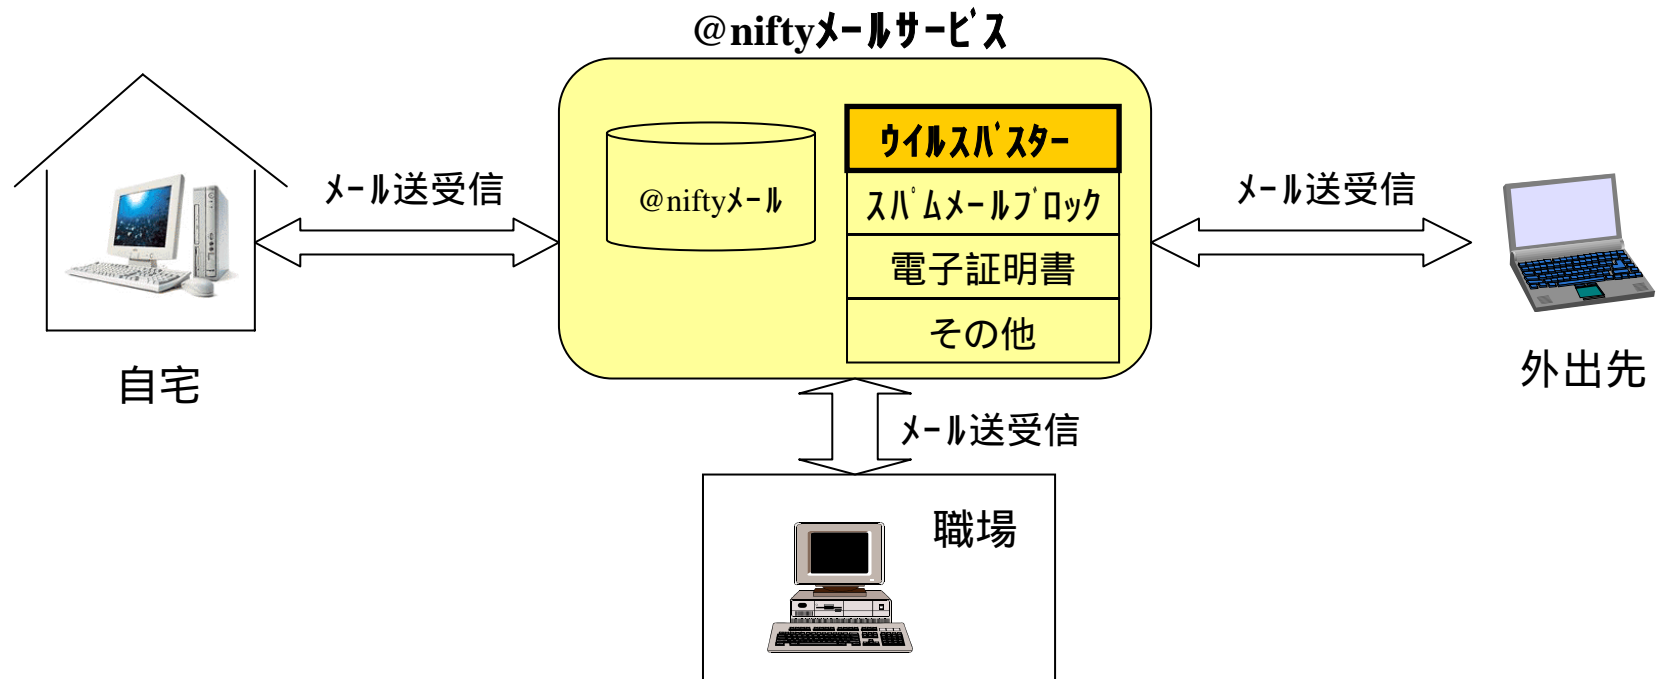 @niftyﾒｰﾙｻｰﾋﾞｽ
ｳｲﾙｽﾊﾞｽﾀｰ
@niftyﾒｰﾙ
ｽﾊﾟﾑﾒｰﾙﾌﾞﾛｯｸ
電子証明書
その他
ﾒｰﾙ送受信
ﾒｰﾙ送受信
自宅
外出先
ﾒｰﾙ送受信
職場